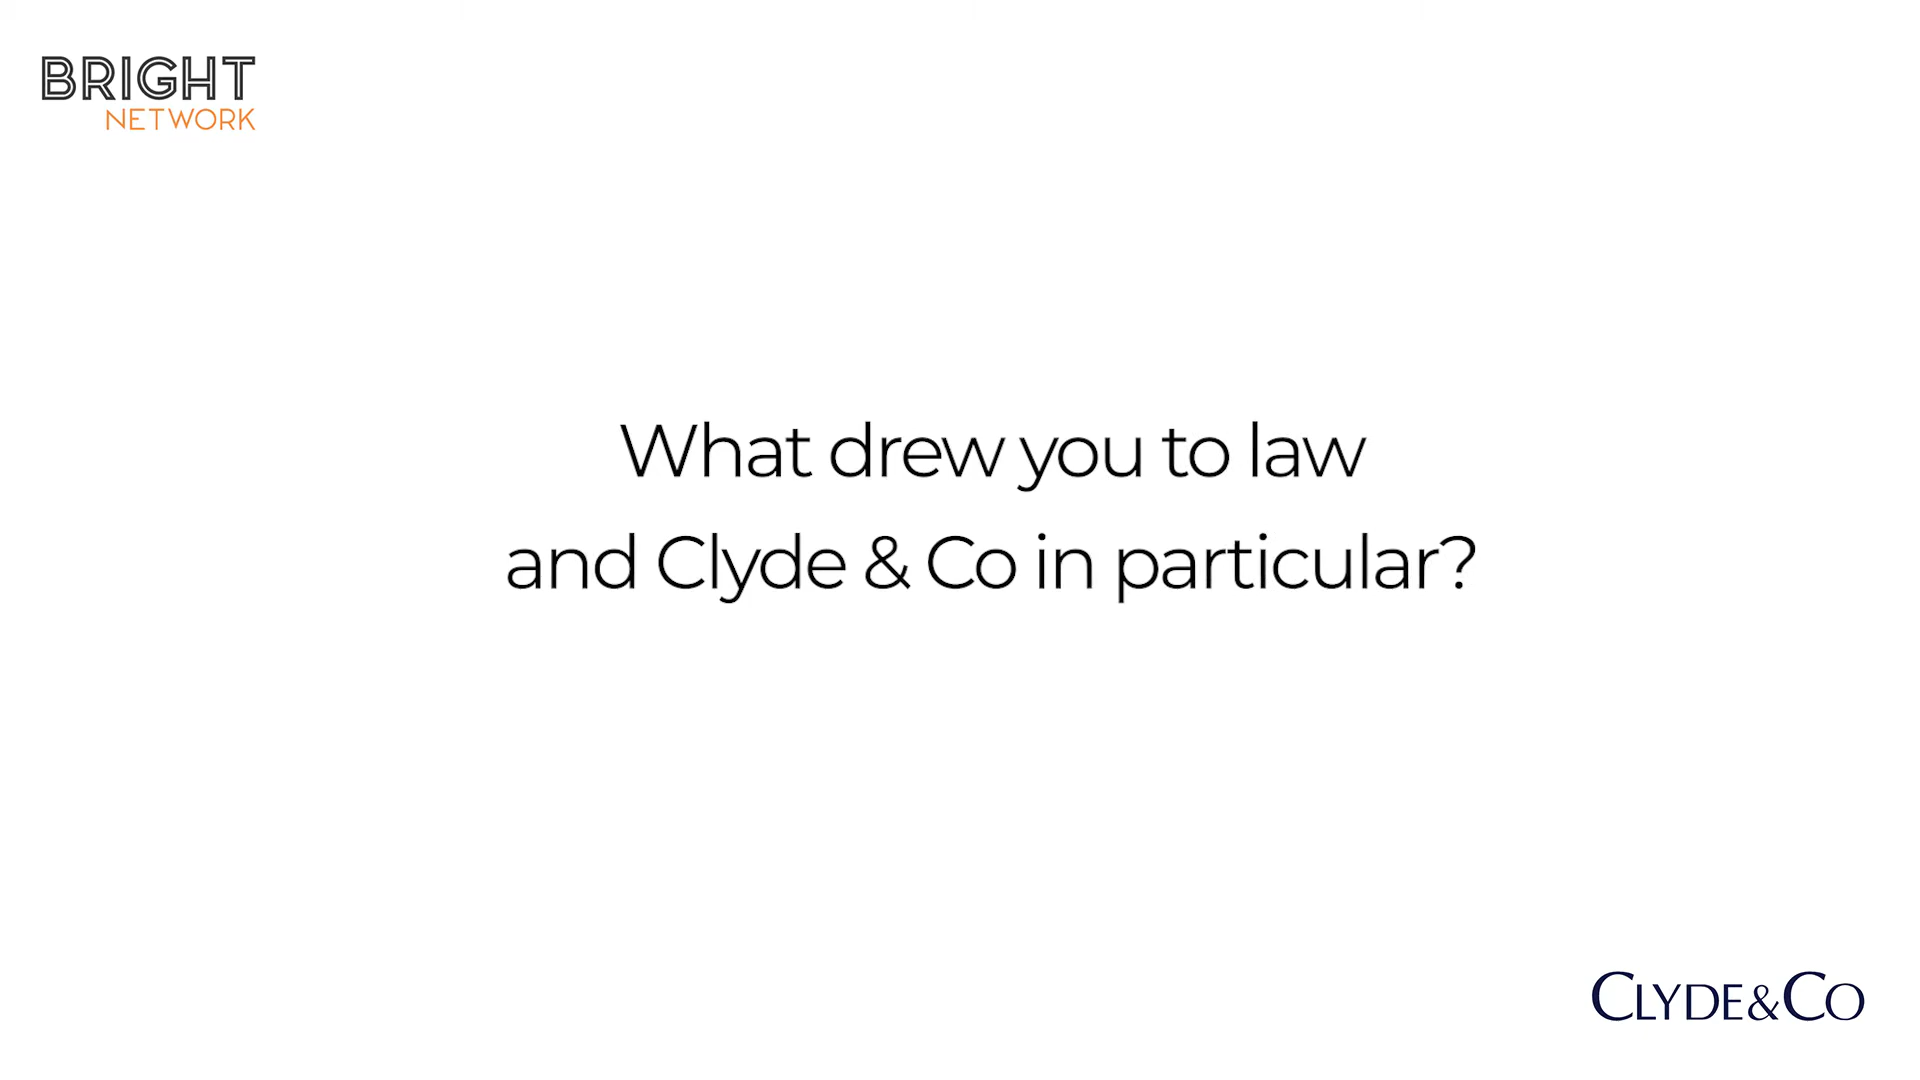 BRIGHT
NETWORK
What drew you to law
and Clyde & Co in particular?
CLYDE&CO